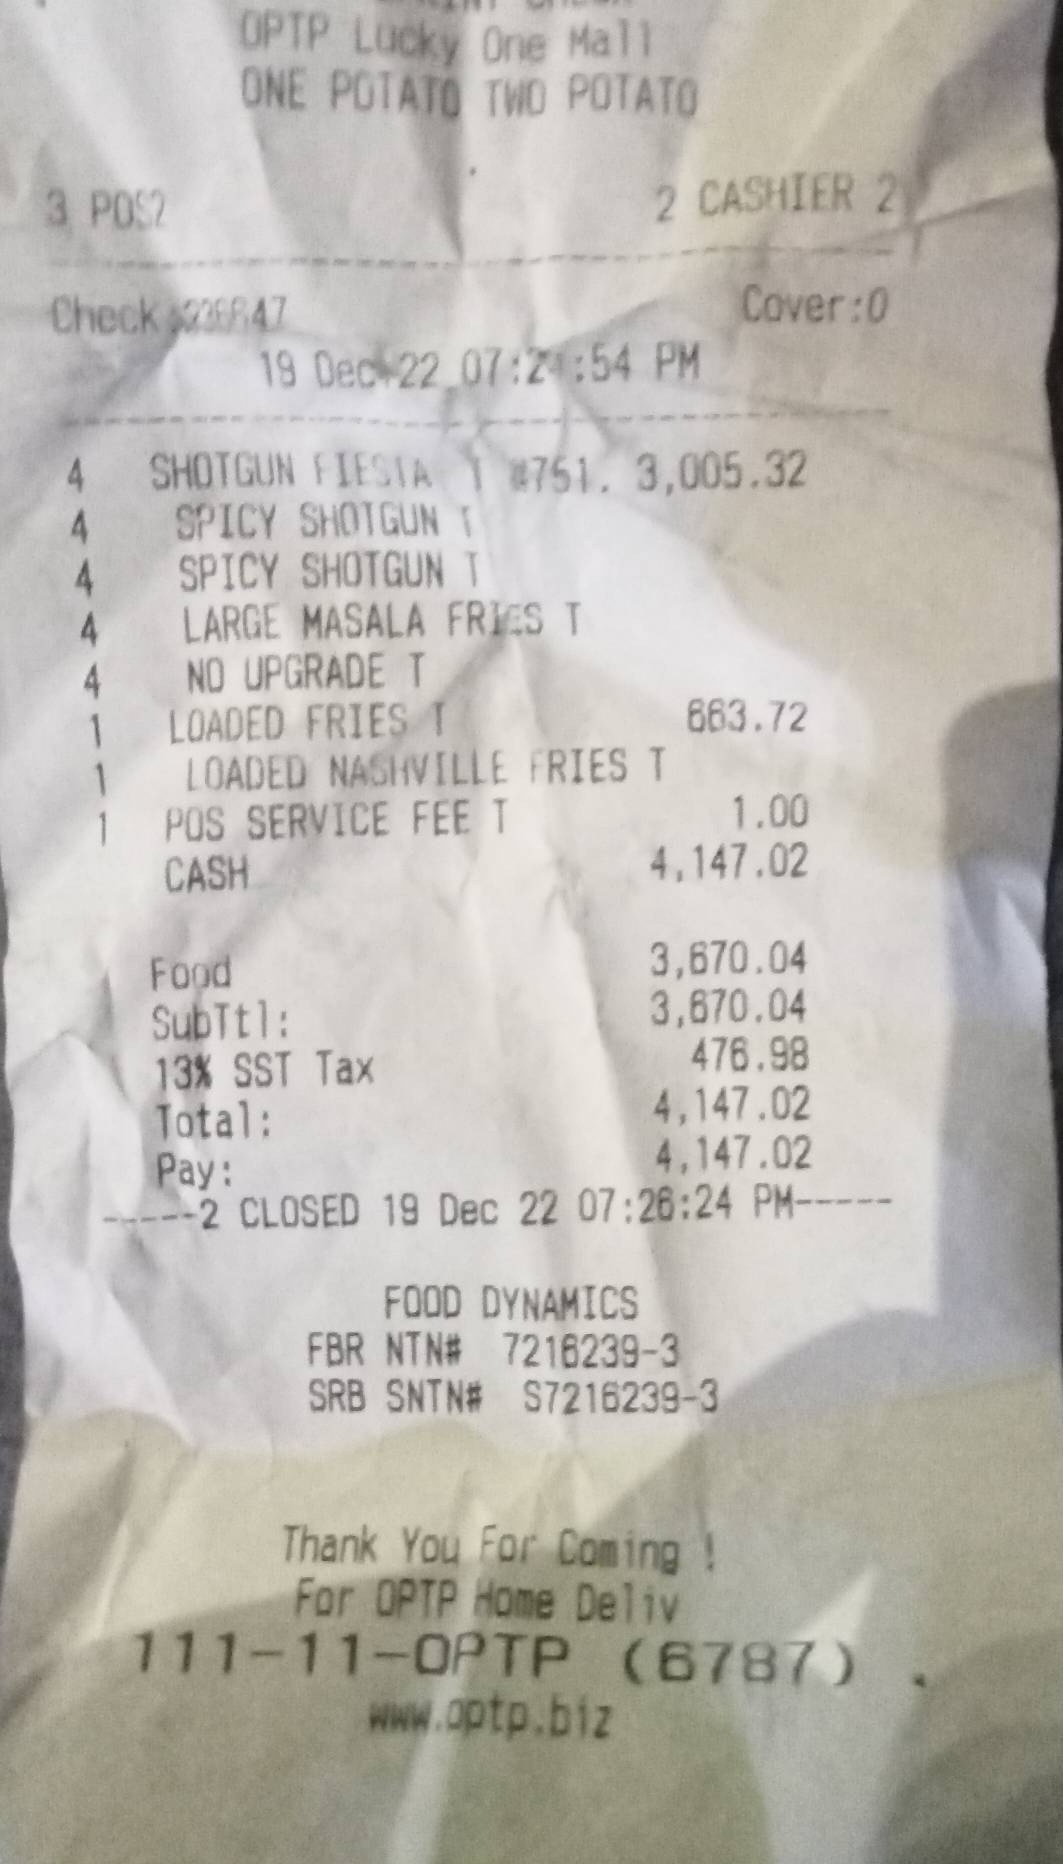 OPTP Lucky One Mall
ONE POTATO TWO POTATO
3 POS2
2 CASHIER 2
Check
Cover:0
19 Dec 22 PM
4 SHOTGUN FIESTA T @751. 3,005.32
4 SPICY SHOTGUN T
4 SPICY SHOTGUN T
4 LARGE MASALA FRIES T
4 NO UPGRADE T
1 LOADED FRIES T 663.72
1 LOADED NASHVILLE FRIES T
1 POS SERVICE FEE T 1.00
CASH 4,147.02
Food 3,670.04
SubTtl: 3,670.04
13% SST Tax 476.98
Total: 4,147.02
Pay: 4,147.02
-----2 CLOSED 19 Dec 22 07:26:24 PM-----
FOOD DYNAMICS
FBR NTN# 7216239-3
SRB SNTN# S7216239-3
Thank You For Coming !
For OPTP Home Deliv
111-11-OPTP (6787) .
www.optp.biz